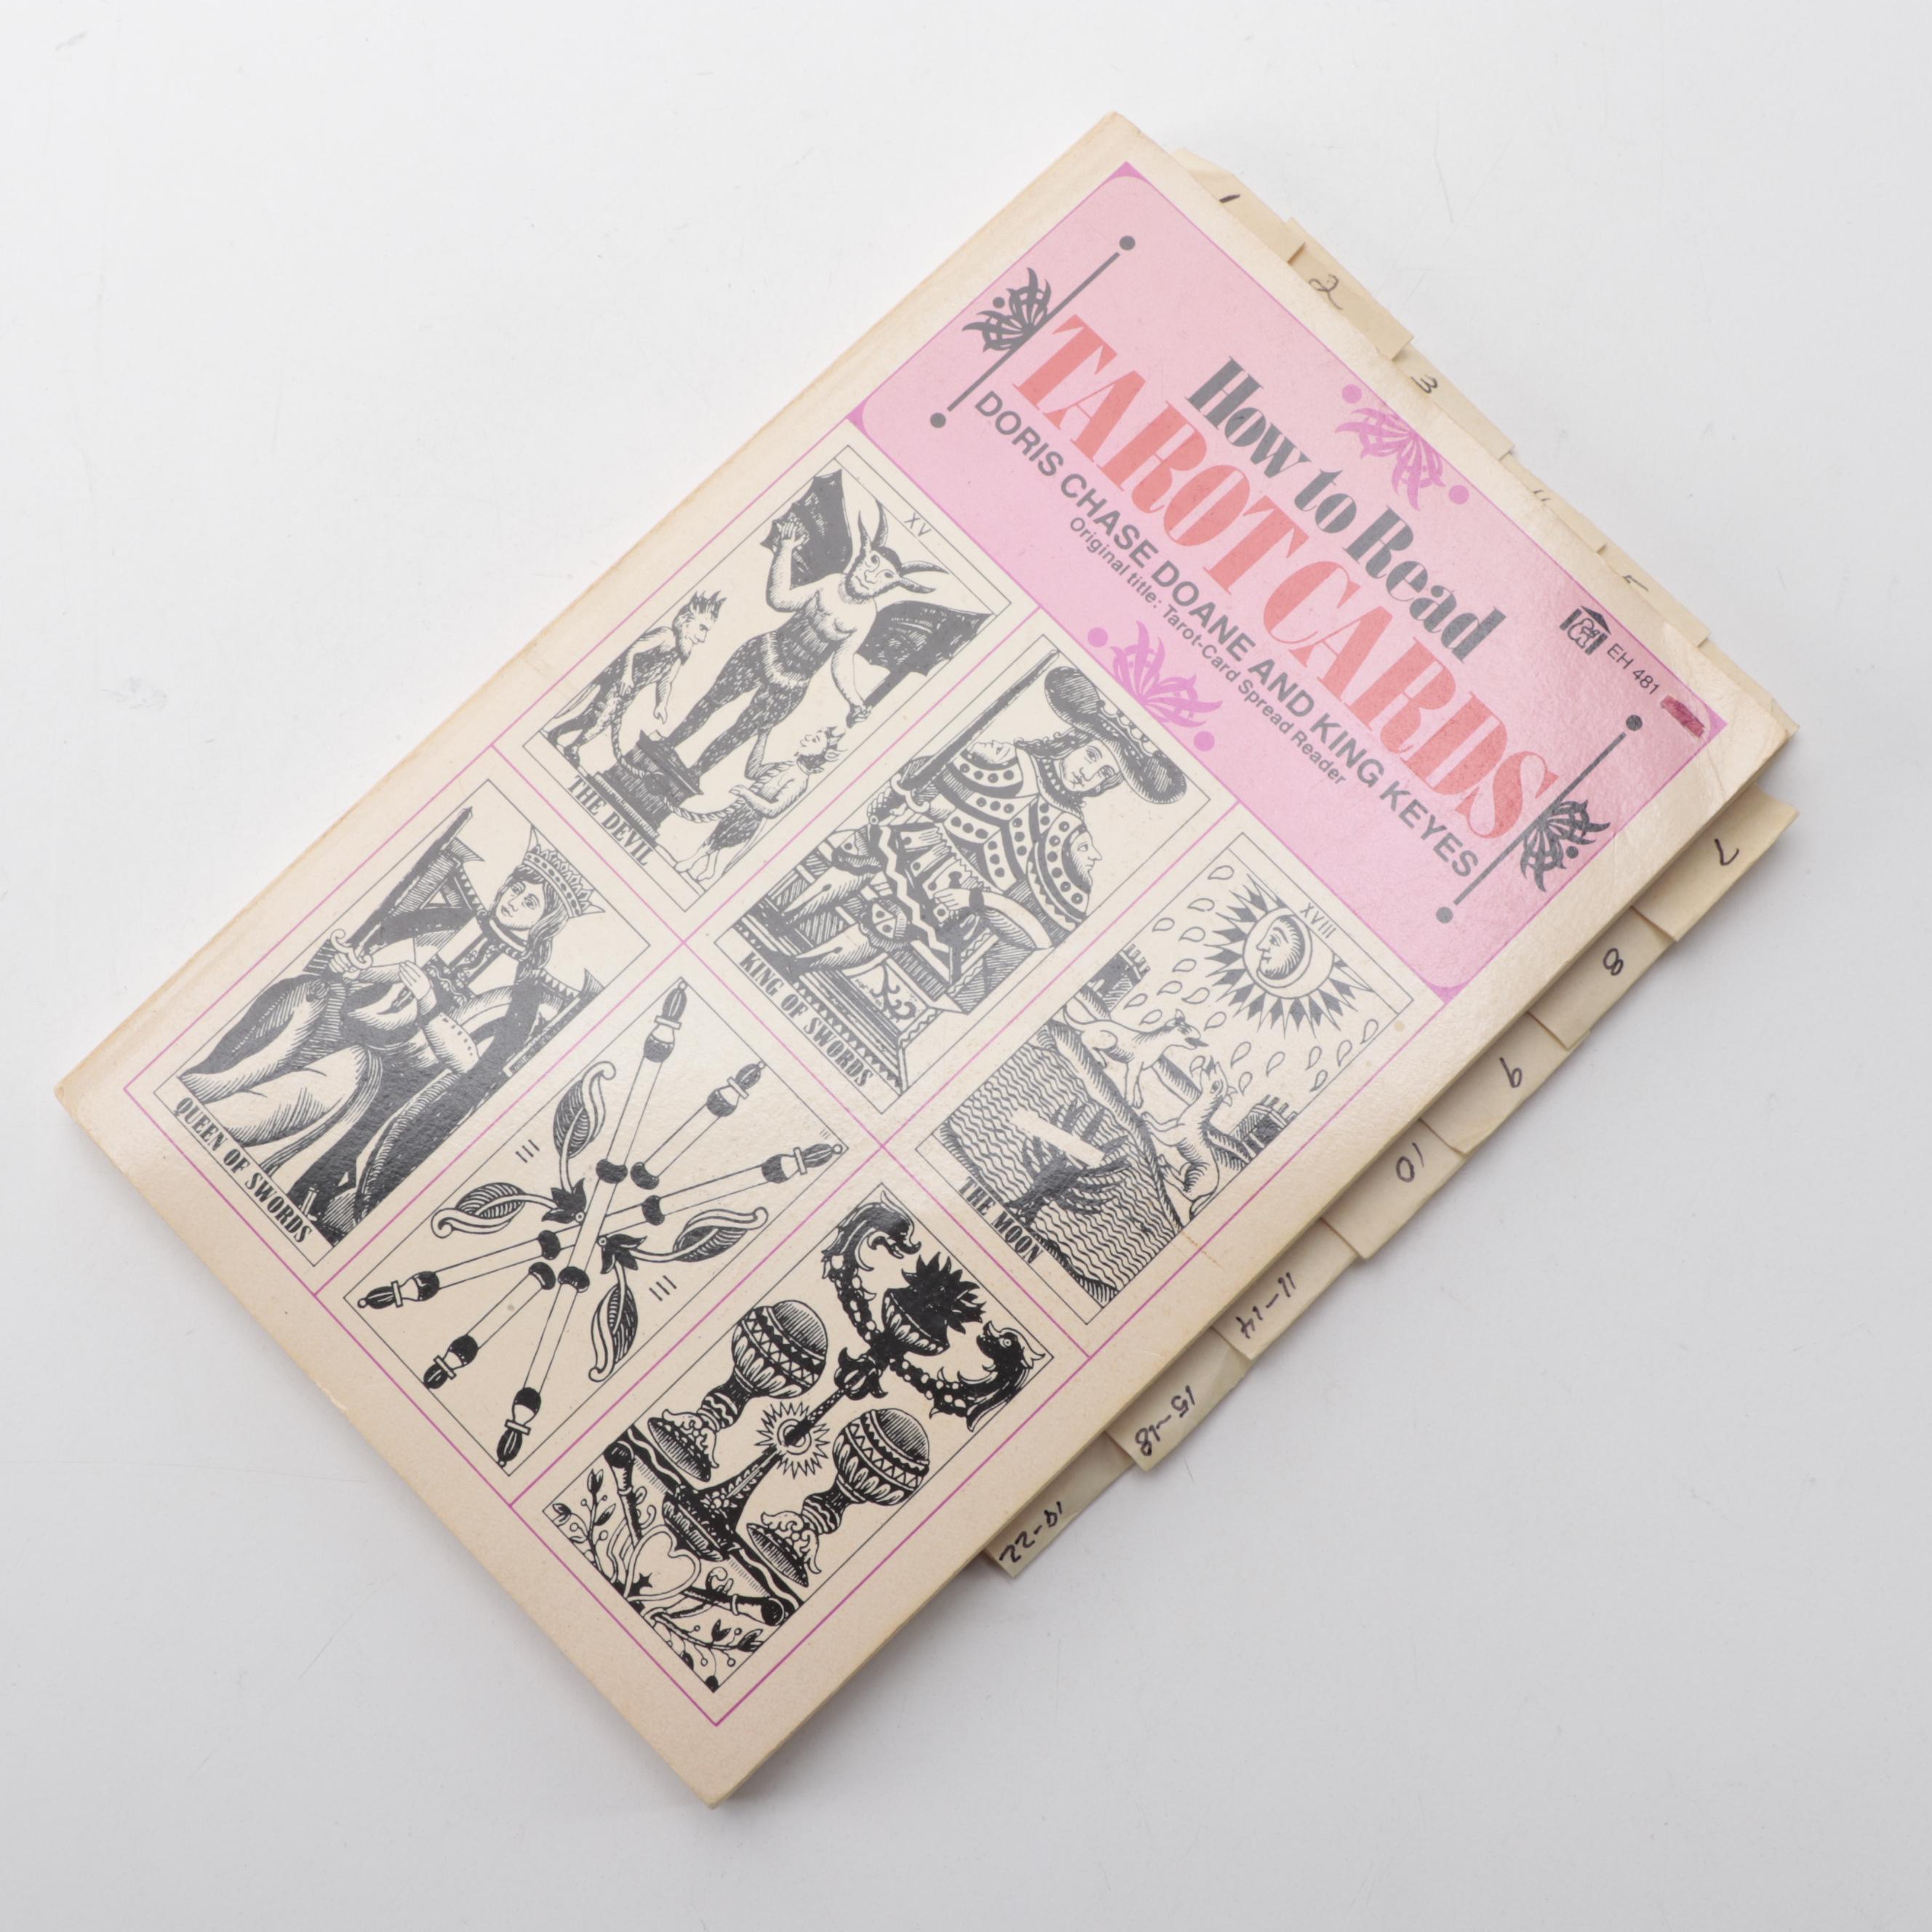 EH 481
How to Read
TAROT CARDS
DORIS CHASE DOANE AND KING KEYES
Original title: Tarot-Card Spread Reader
XV
THE DEVIL
KING OF SWORDS
XVIII
THE MOON
QUEEN OF SWORDS
IIII
IIII
1
2
3
7
8
9
10
11-14
15-18
19-22